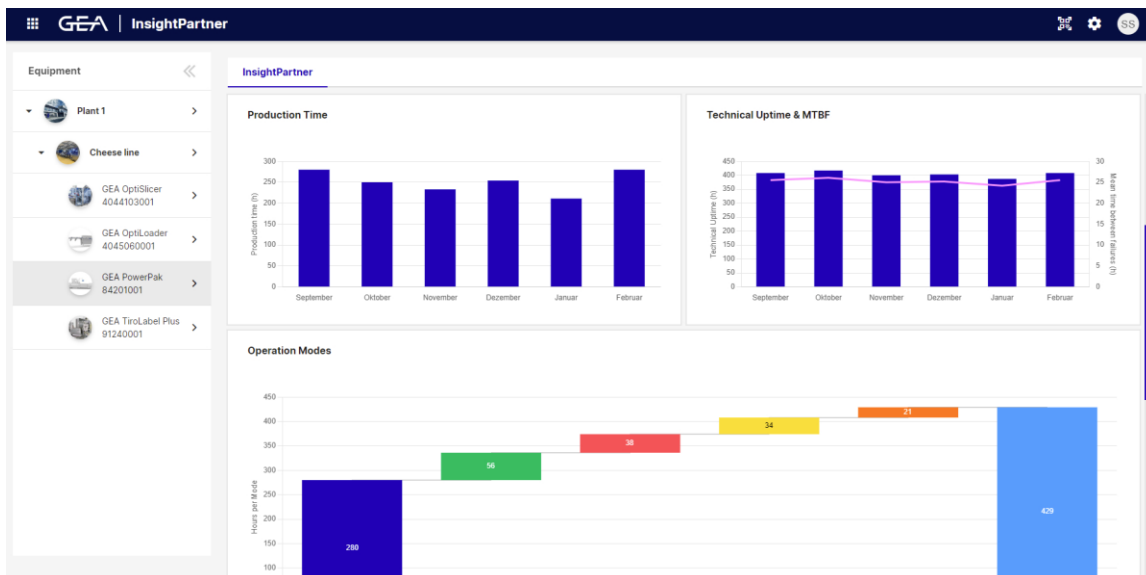 GEA | InsightPartner
SS
Equipment
Plant 1
Cheese line
GEA OptiSlicer
4044103001
GEA OptiLoader
4045060001
GEA PowerPak
84201001
GEA TiroLabel Plus
91240001
InsightPartner
Production Time
Production time (h)
300
250
200
150
100
50
0
September Oktober November Dezember Januar Februar
Technical Uptime & MTBF
Technical Uptime (h)
450
400
350
300
250
200
150
100
50
0
September Oktober November Dezember Januar Februar
30
25
20
15
10
5
0
Mean time between failures (h)
Operation Modes
Hours per Mode
450
400
350
300
250
200
150
100
280
56
38
34
21
429